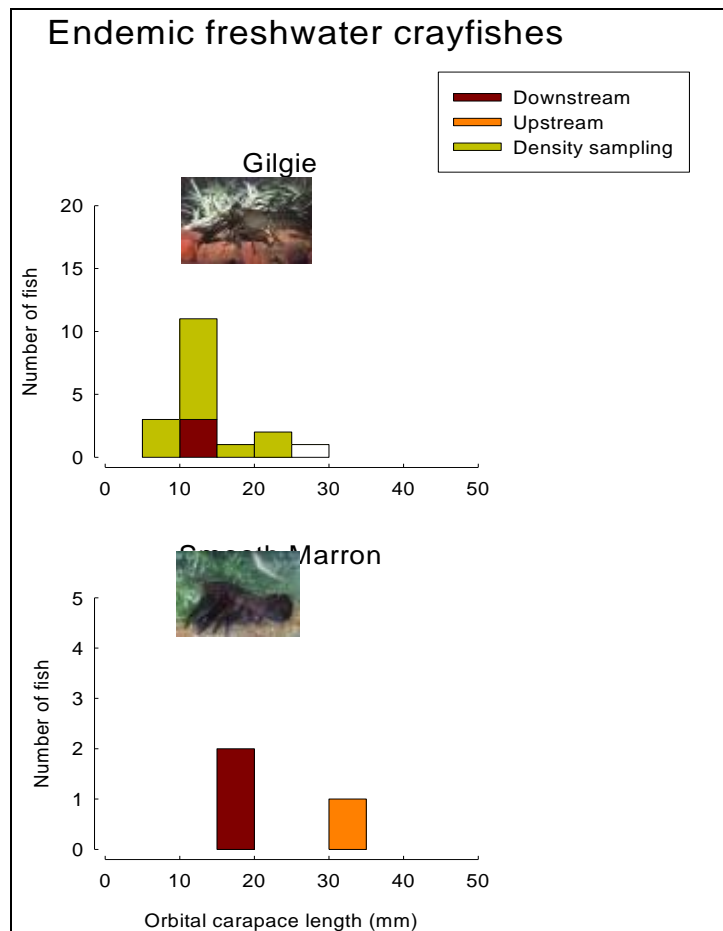 Endemic freshwater crayfishes
Downstream
Upstream
Density sampling
Gilgie
20
15
10
5
0
Number of fish
0 10 20 30 40 50
Smooth Marron
5
4
3
2
1
0
Number of fish
0 10 20 30 40 50
Orbital carapace length (mm)